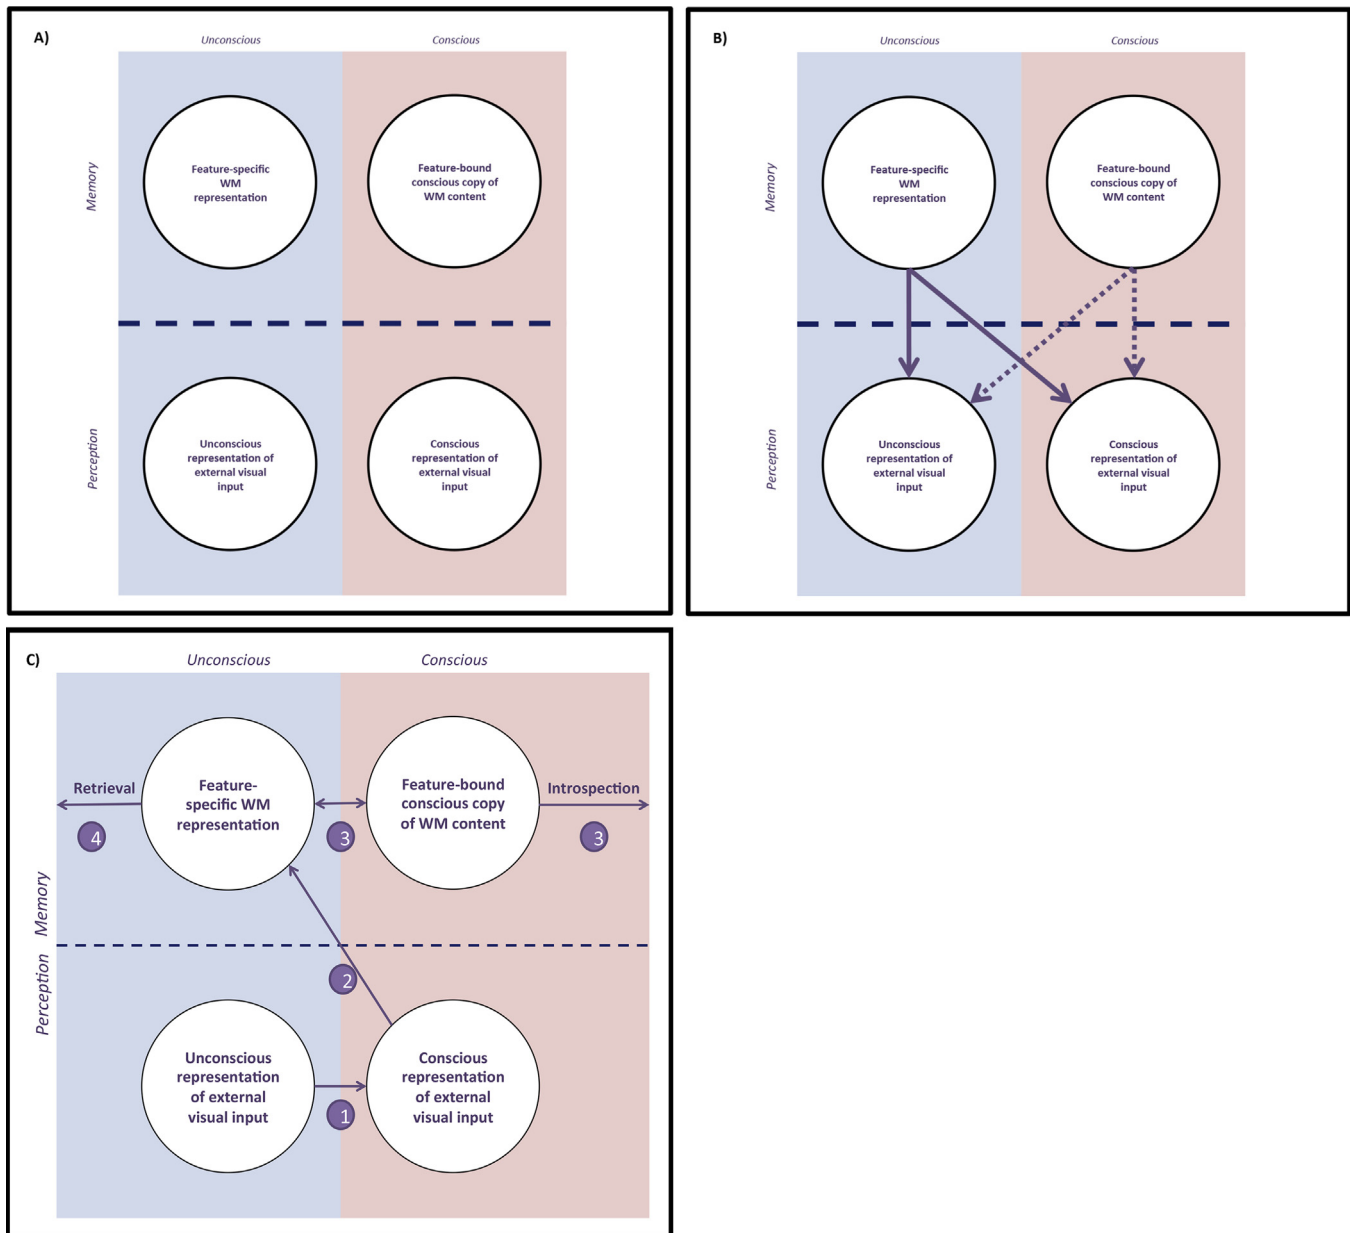 A)
Unconscious
Conscious
Memory
Feature-specific
WM
representation
Feature-bound
conscious copy of
WM content
Perception
Unconscious
representation of
external visual
input
Conscious
representation of
external visual
input
B)
Unconscious
Conscious
Memory
Feature-specific
WM
representation
Feature-bound
conscious copy of
WM content
Perception
Unconscious
representation of
external visual
input
Conscious
representation of
external visual
input
C)
Unconscious
Conscious
Memory
Retrieval
4
Feature-
specific WM
representation
3
Feature-bound
conscious copy
of WM content
Introspection
3
2
Perception
Unconscious
representation
of external
visual input
1
Conscious
representation
of external
visual input